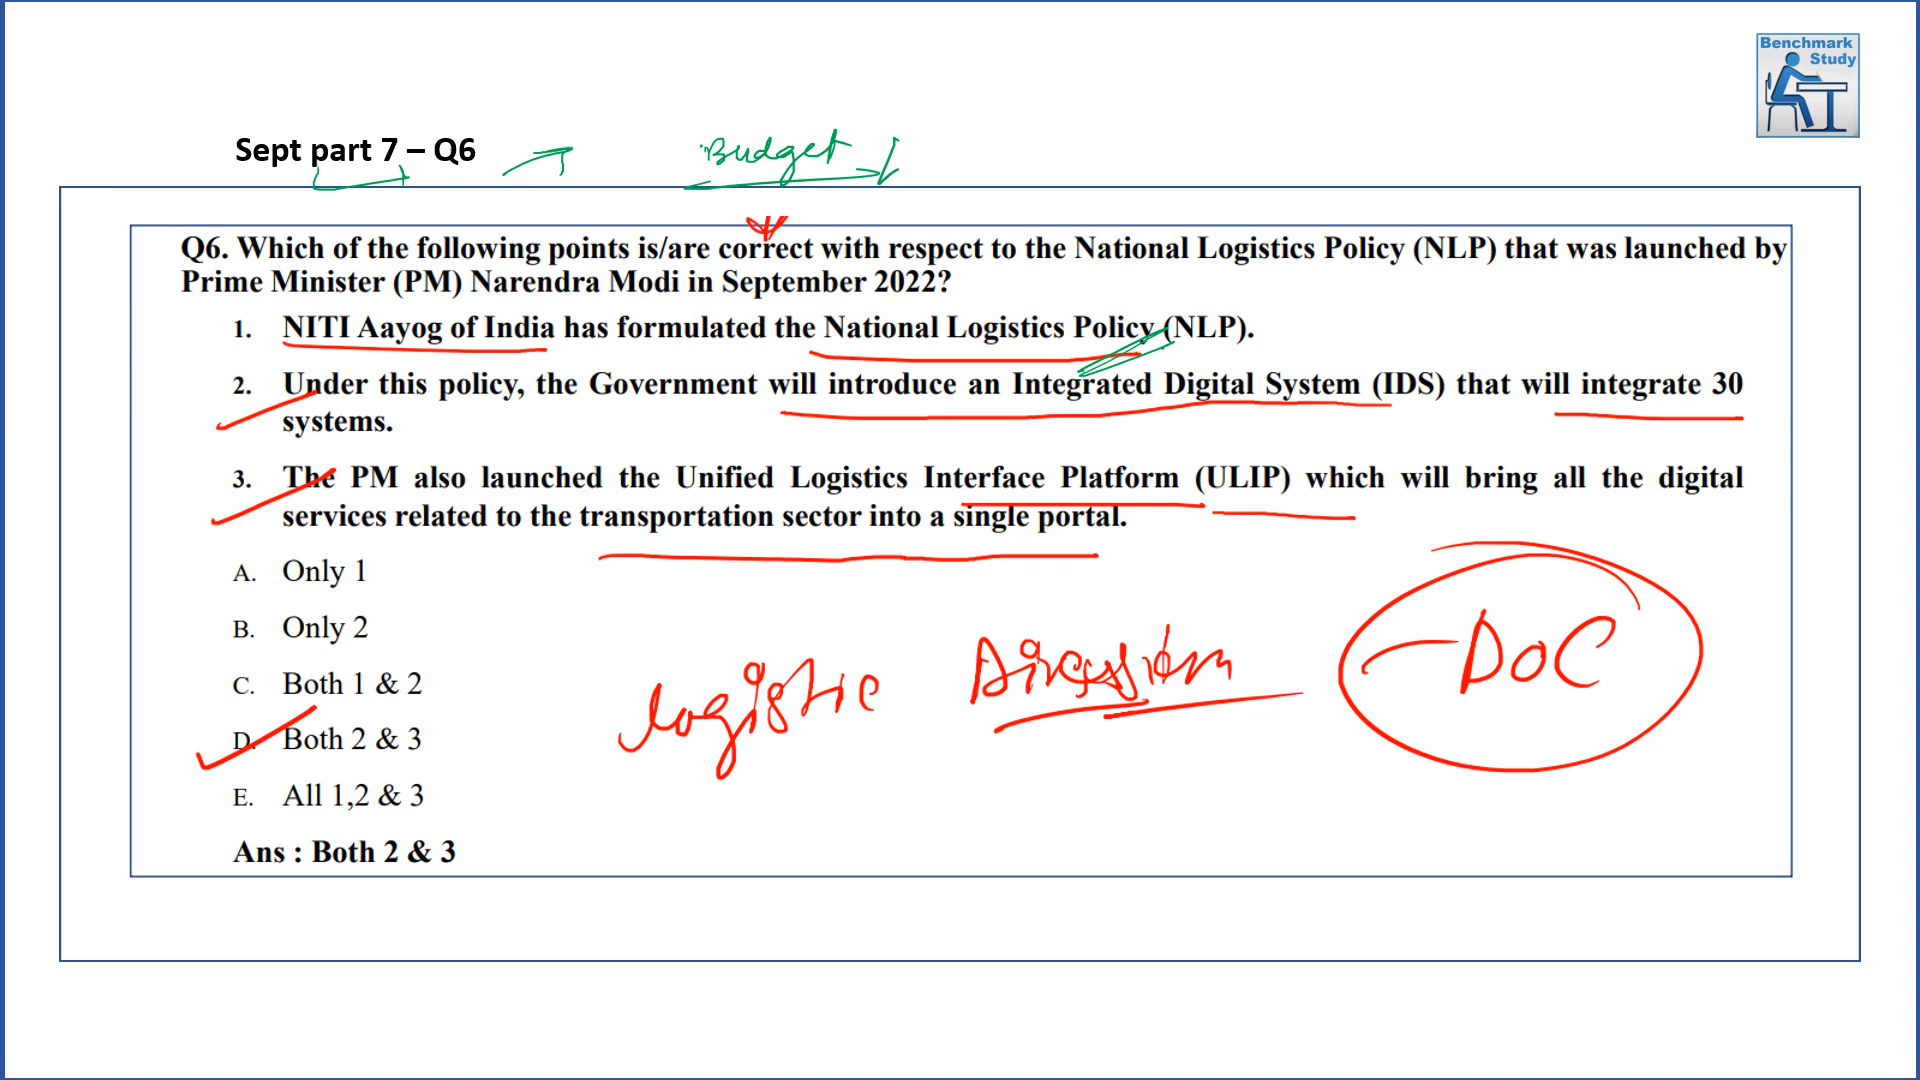 Benchmark
Study
Sept part 7 – Q6
Budget
Q6. Which of the following points is/are correct with respect to the National Logistics Policy (NLP) that was launched by
Prime Minister (PM) Narendra Modi in September 2022?
1. NITI Aayog of India has formulated the National Logistics Policy (NLP).
2. Under this policy, the Government will introduce an Integrated Digital System (IDS) that will integrate 30
systems.
3. The PM also launched the Unified Logistics Interface Platform (ULIP) which will bring all the digital
services related to the transportation sector into a single portal.
A. Only 1
B. Only 2
C. Both 1 & 2
D. Both 2 & 3
E. All 1,2 & 3
Logistic - DoC
Ans : Both 2 & 3